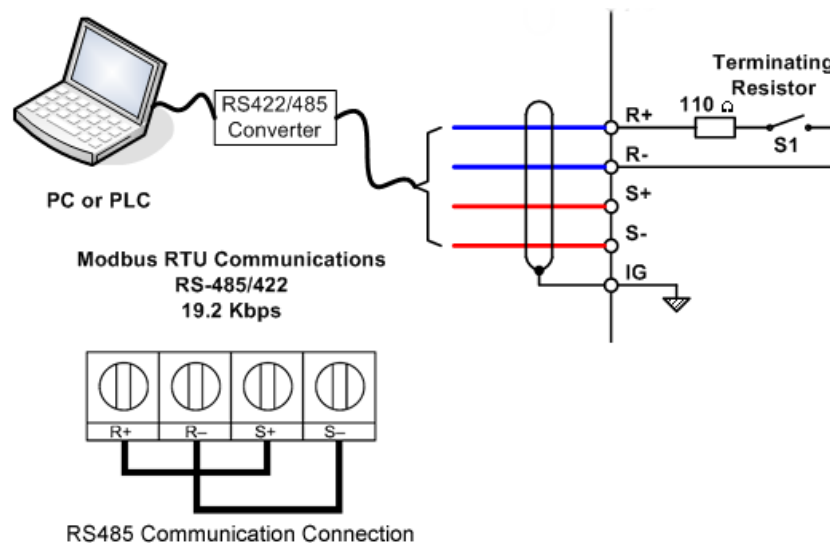 Terminating
Resistor
110 Ω
S1
R+
R-
S+
S-
IG
RS422/485
Converter
PC or PLC
Modbus RTU Communications
RS-485/422
19.2 Kbps
R+ R– S+ S–
RS485 Communication Connection